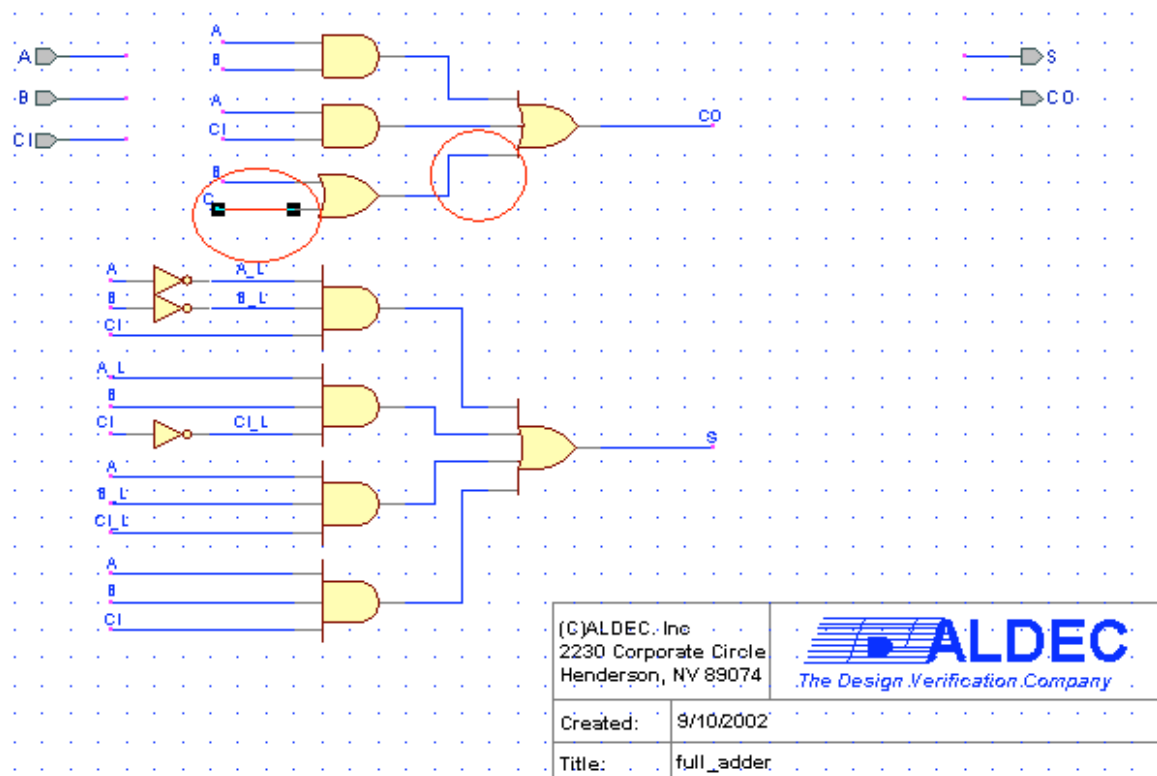 A
B
CI
A
B
A
CI
B
C
CO
S
CO
A
A_L
B
B_L
CI
A_L
B
CI
CI_L
A
B_L
CI_L
A
B
CI
S
(C)ALDEC. Inc
2230 Corporate Circle
Henderson, NV 89074
ALDEC
The Design Verification Company
Created: 9/10/2002
Title: full_adder